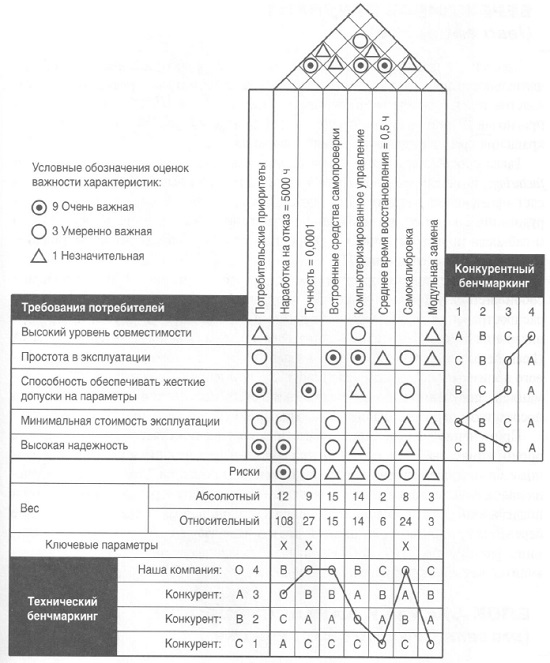 Условные обозначения оценок
важности характеристик:
9 Очень важная
3 Умеренно важная
1 Незначительная
Потребительские приоритеты
Наработка на отказ = 5000 ч
Точность = 0,0001
Встроенные средства самопроверки
Компьютеризированное управление
Среднее время восстановления = 0,5 ч
Самокалибровка
Модульная замена
Конкурентный
бенчмаркинг
Требования потребителей
1 2 3 4
Высокий уровень совместимости
A B C O
Простота в эксплуатации
C B O A
Способность обеспечивать жесткие
допуски на параметры
B C O A
Минимальная стоимость эксплуатации
O B C A
Высокая надежность
C B O A
Риски
Вес
Абсолютный 12 9 15 14 2 8 3
Относительный 108 27 15 14 6 24 3
Ключевые параметры X X X
Технический
бенчмаркинг
Наша компания: O 4 B O O B C O C
Конкурент: A 3 O B B A B A B
Конкурент: B 2 C A A O A B A
Конкурент: C 1 A C C C O C O